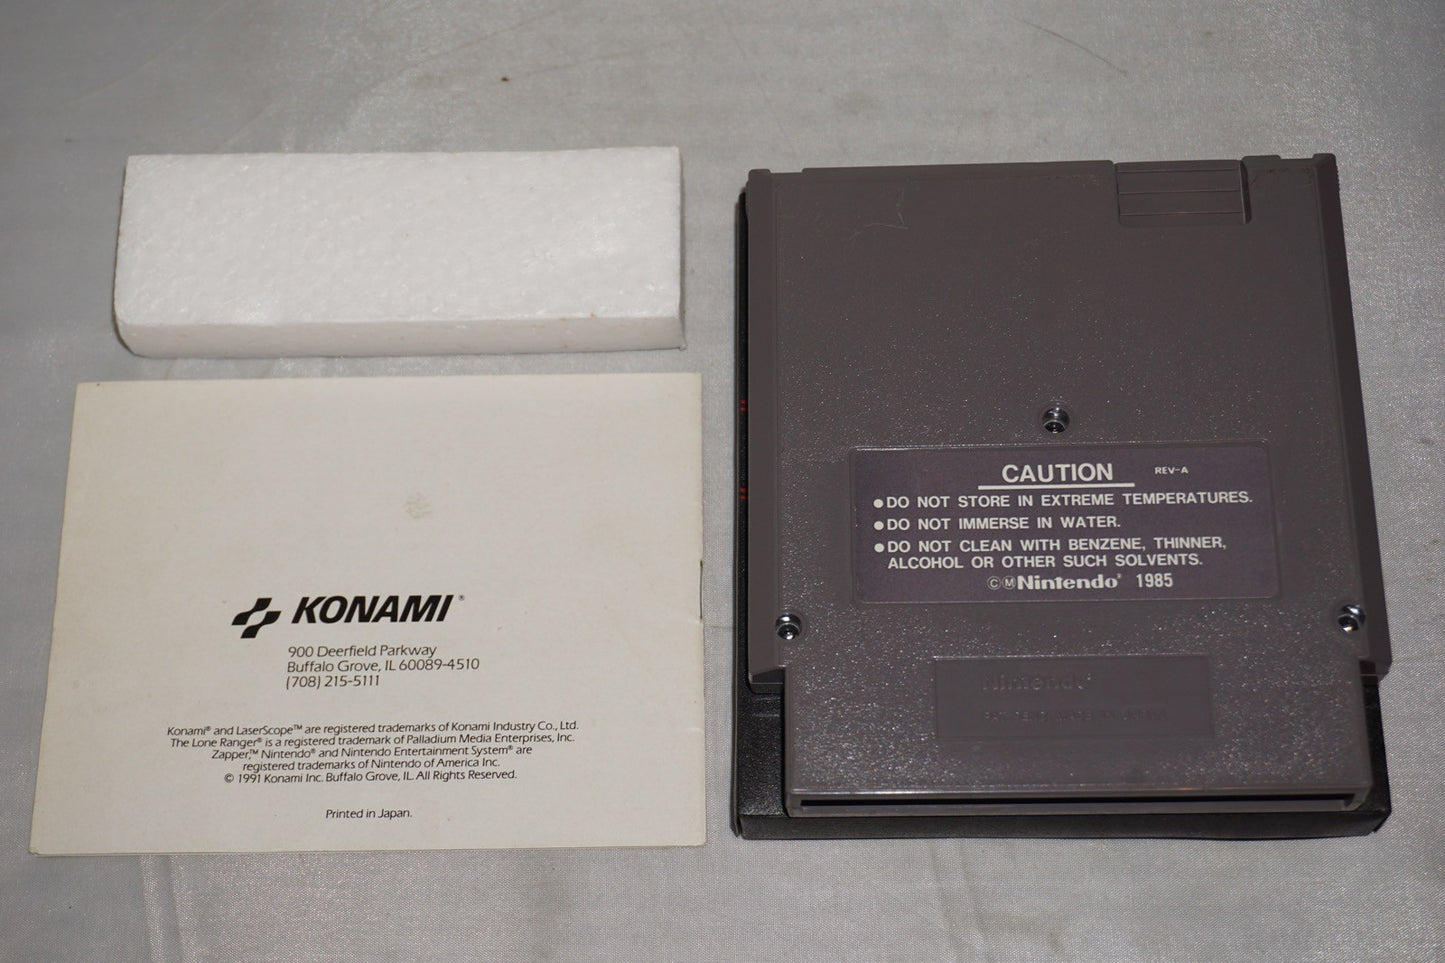 KONAMI®
900 Deerfield Parkway
Buffalo Grove, IL 60089-4510
(708) 215-5111
Konami® and LaserScope™ are registered trademarks of Konami Industry Co., Ltd.
The Lone Ranger® is a registered trademark of Palladium Media Enterprises, Inc.
Zapper,™ Nintendo® and Nintendo Entertainment System® are
registered trademarks of Nintendo of America Inc.
© 1991 Konami Inc. Buffalo Grove, IL. All Rights Reserved.
Printed in Japan.
CAUTION REV-A
●DO NOT STORE IN EXTREME TEMPERATURES.
●DO NOT IMMERSE IN WATER.
●DO NOT CLEAN WITH BENZENE, THINNER,
ALCOHOL OR OTHER SUCH SOLVENTS.
©ⓂNintendo® 1985
Nintendo®